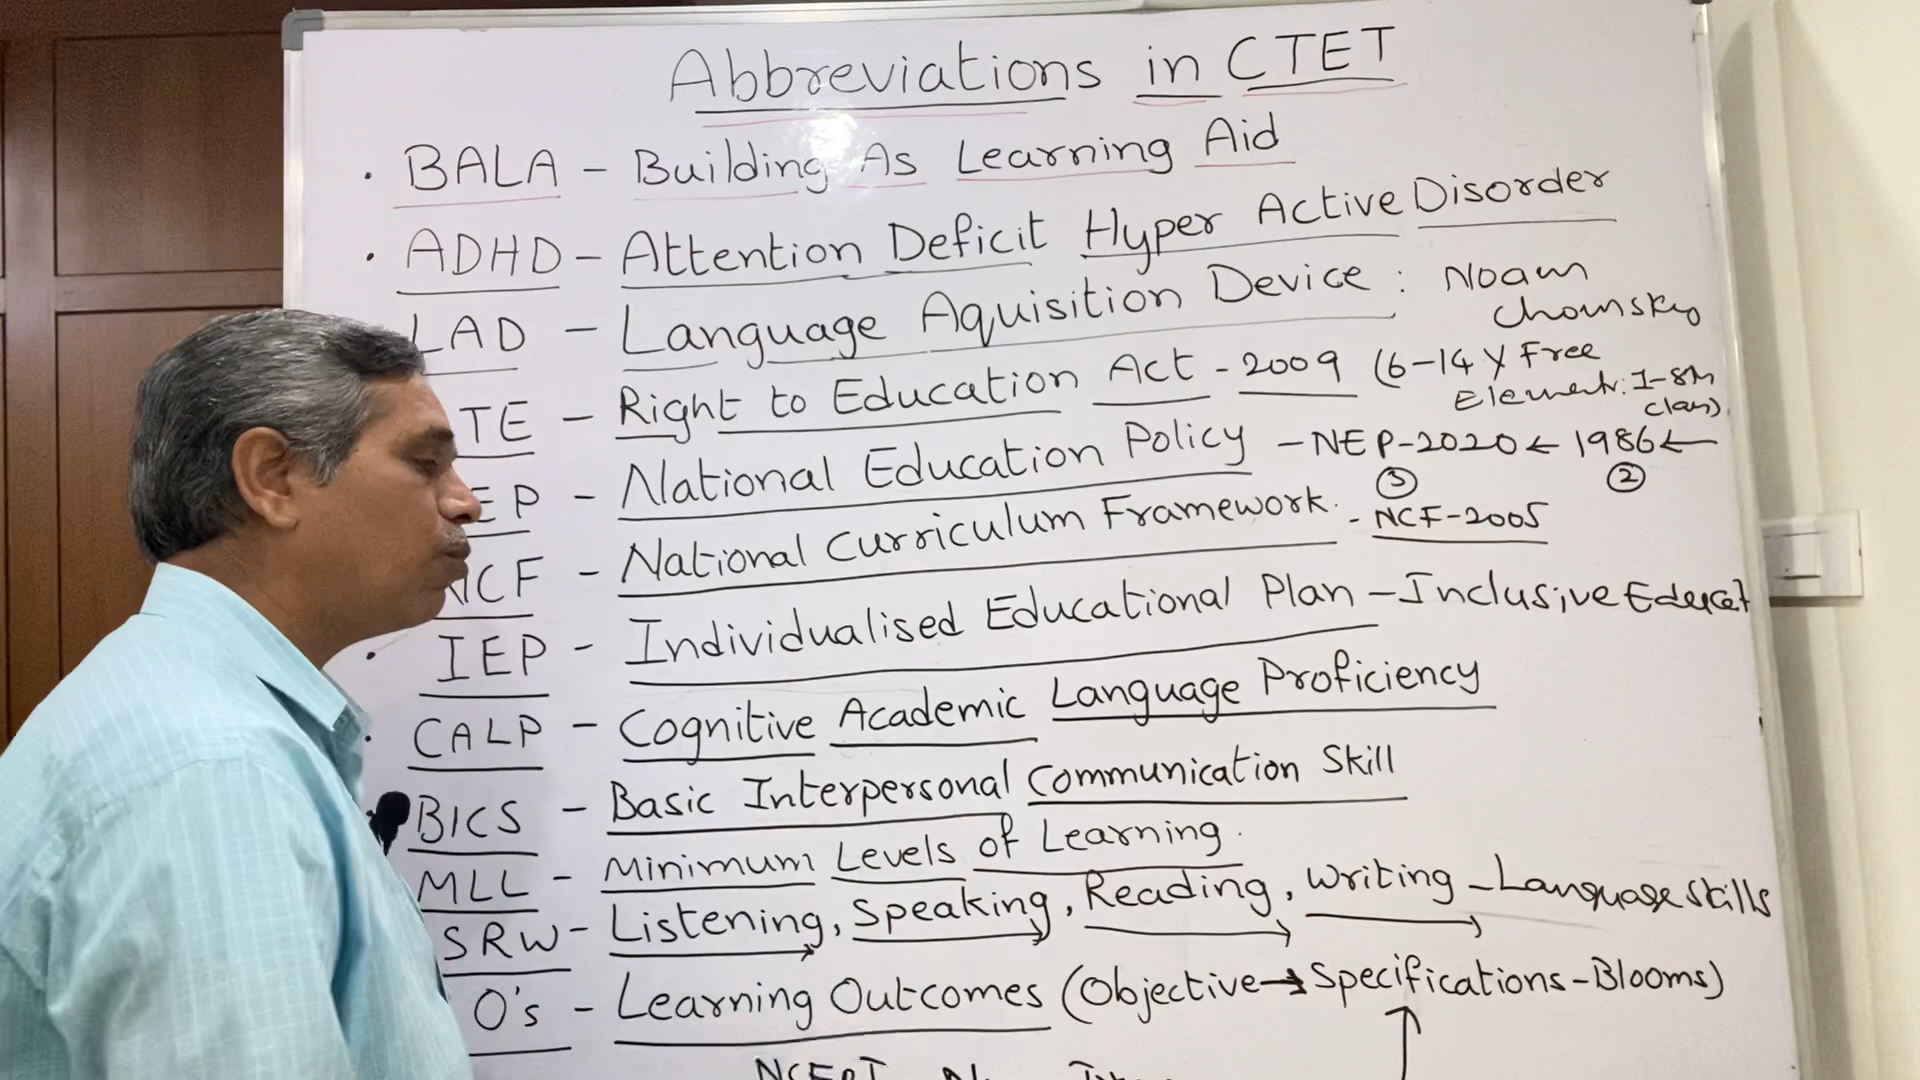 Abbreviations in CTET
. BALA - Building As Learning Aid
. ADHD - Attention Deficit Hyper Active Disorder
LAD - Language Aquisition Device : Noam Chomsky
TE - Right to Education Act - 2009 (6-14 Y Free
Element: I-8th class)
EP - National Education Policy - NEP-2020 ← 1986 ←
③ ②
NCF - National Curriculum Framework. - NCF-2005
. IEP - Individualised Educational Plan - Inclusive Educat
. CALP - Cognitive Academic Language Proficiency
BICS - Basic Interpersonal Communication Skill
MLL - Minimum Levels of Learning.
SRW - Listening, Speaking, Reading, Writing - Language skills
O's - Learning Outcomes (Objective → Specifications - Blooms)